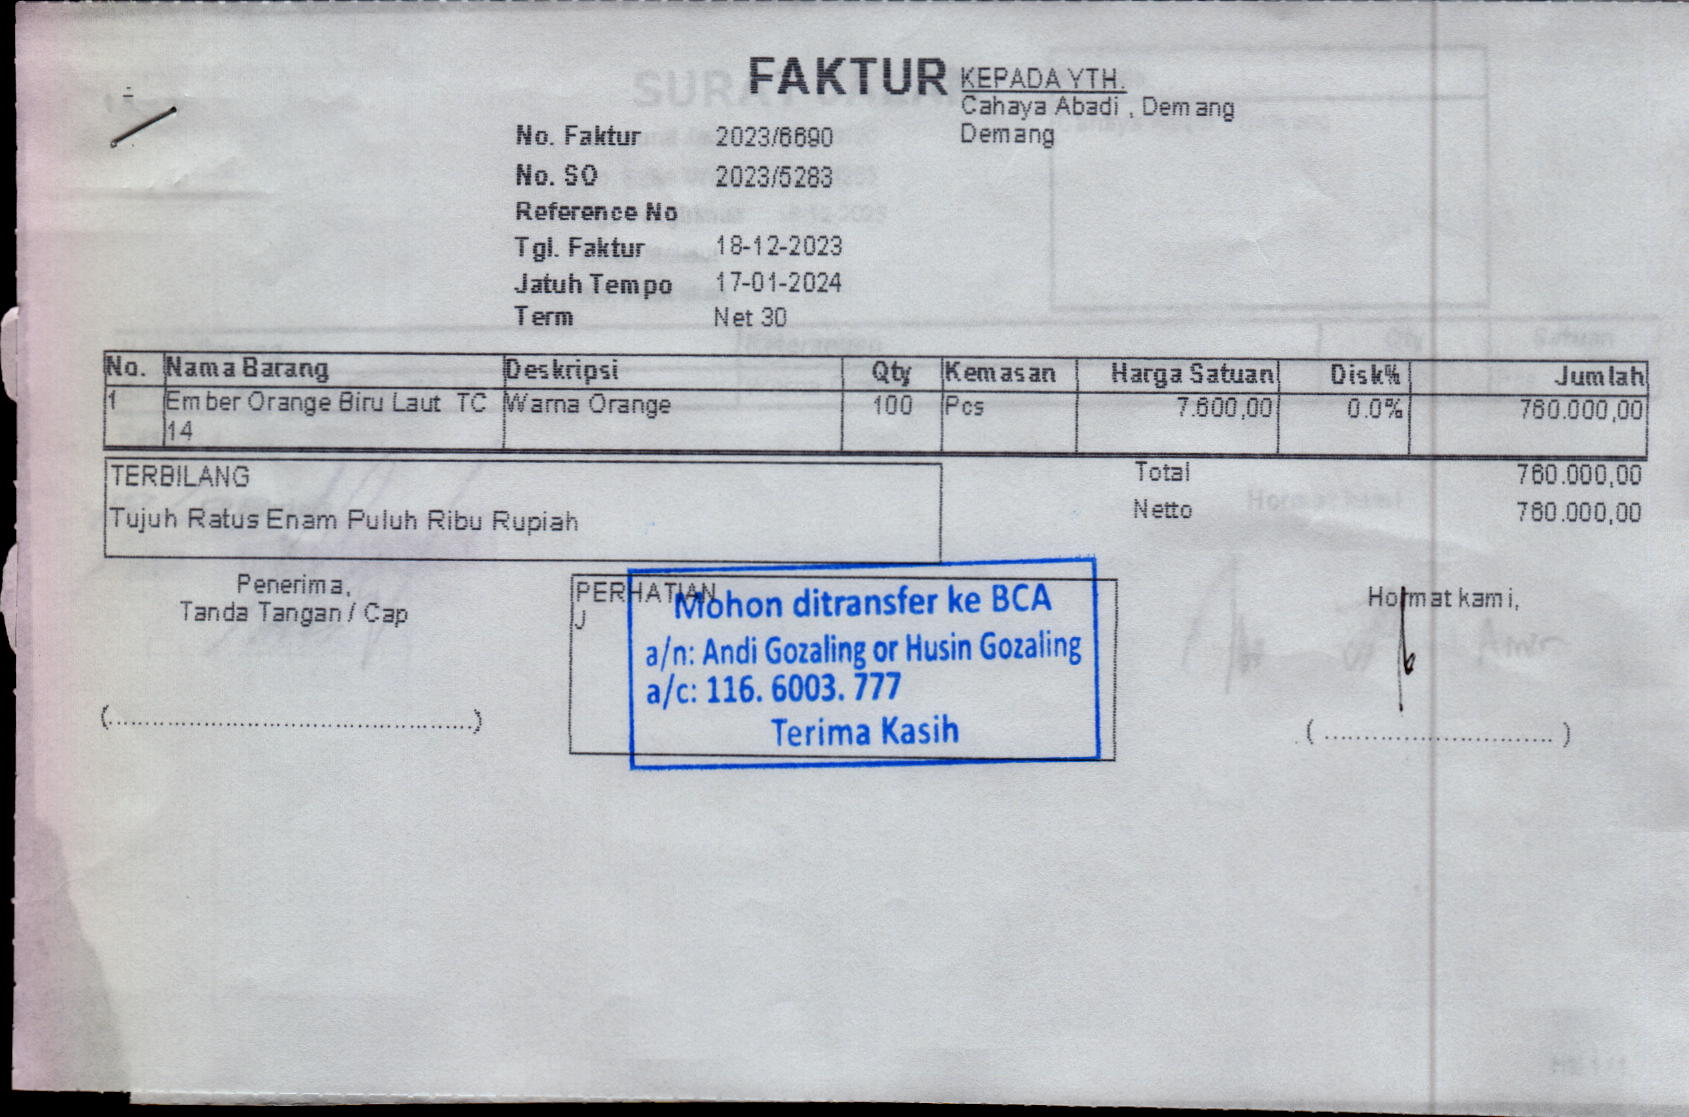 FAKTUR
KEPADA YTH.
Cahaya Abadi , Demang
Demang
No. Faktur 2023/6690
No. SO 2023/5283
Reference No
Tgl. Faktur 18-12-2023
Jatuh Tempo 17-01-2024
Term Net 30
No. Nama Barang Deskripsi Qty Kemasan Harga Satuan Disk% Jumlah
1 Ember Orange Biru Laut TC 14 Warna Orange 100 Pcs 7.600,00 0.0% 760.000,00
TERBILANG
Tujuh Ratus Enam Puluh Ribu Rupiah
Total 760.000,00
Netto 760.000,00
Penerima,
Tanda Tangan / Cap
(................................................)
PERHATIAN
J
Mohon ditransfer ke BCA
a/n: Andi Gozaling or Husin Gozaling
a/c: 116. 6003. 777
Terima Kasih
Hormat kami,
( .............................. )